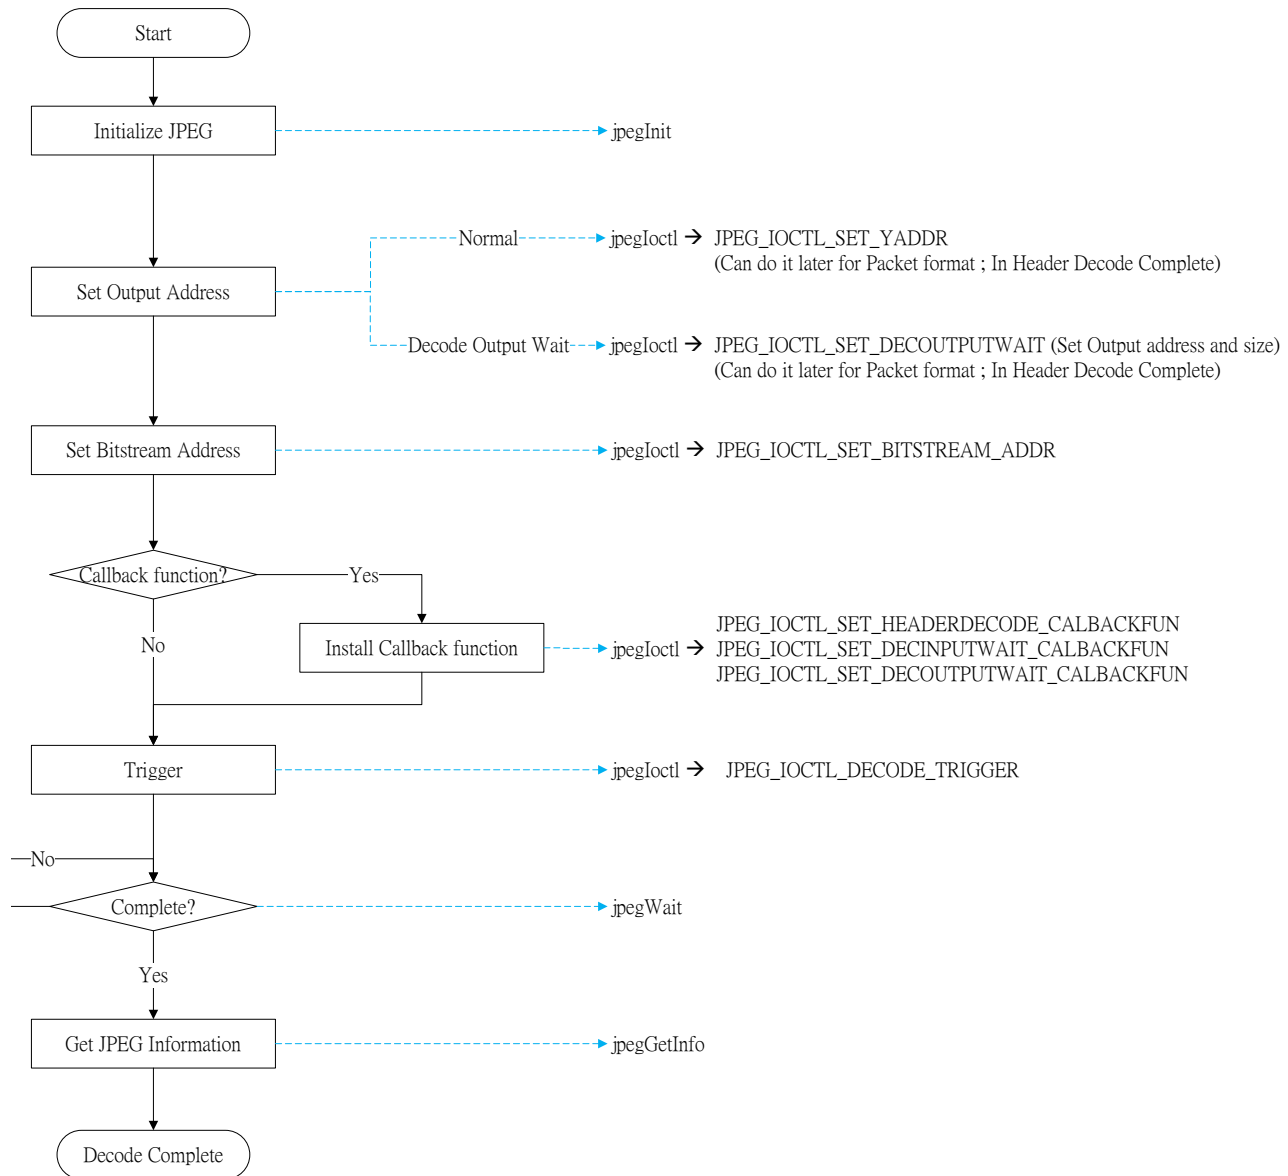 Start
Initialize JPEG
jpegInit
Normal
jpegIoctl → JPEG_IOCTL_SET_YADDR
(Can do it later for Packet format ; In Header Decode Complete)
Set Output Address
Decode Output Wait
jpegIoctl → JPEG_IOCTL_SET_DECOUTPUTWAIT (Set Output address and size)
(Can do it later for Packet format ; In Header Decode Complete)
Set Bitstream Address
jpegIoctl → JPEG_IOCTL_SET_BITSTREAM_ADDR
Callback function?
Yes
No
Install Callback function
jpegIoctl →
JPEG_IOCTL_SET_HEADERDECODE_CALBACKFUN
JPEG_IOCTL_SET_DECINPUTWAIT_CALBACKFUN
JPEG_IOCTL_SET_DECOUTPUTWAIT_CALBACKFUN
Trigger
jpegIoctl → JPEG_IOCTL_DECODE_TRIGGER
No
Complete?
jpegWait
Yes
Get JPEG Information
jpegGetInfo
Decode Complete